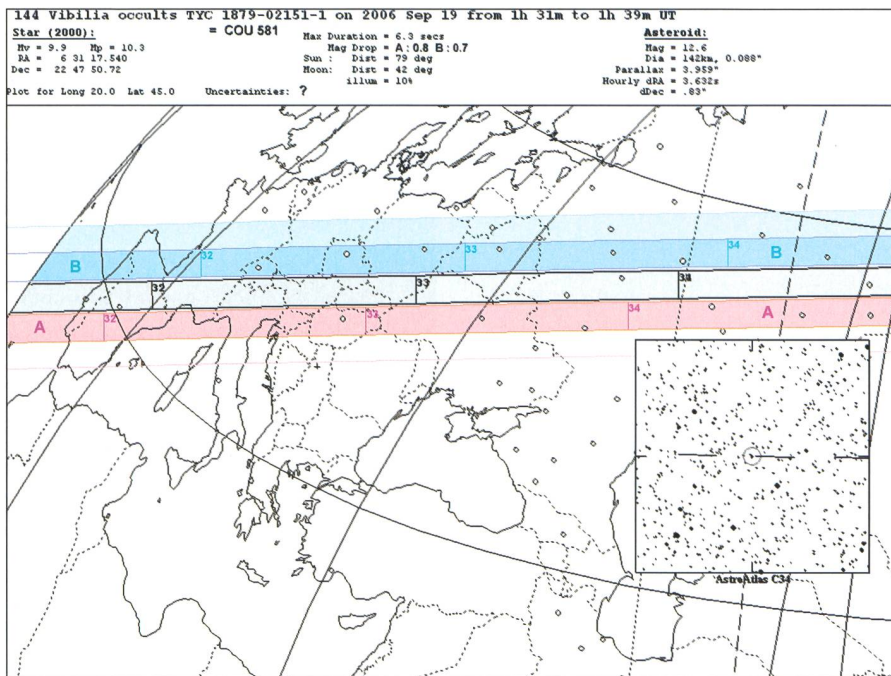 144 Vibilia occults TYC 1879-02151-1 on 2006 Sep 19 from 1h 31m to 1h 39m UT
Star (2000): = COU 581
Mv = 9.9 Mp = 10.3
RA = 6 31 17.540
Dec = 22 47 50.72
Max Duration = 6.3 secs
Mag Drop = A : 0.8 B : 0.7
Sun : Dist = 79 deg
Moon: Dist = 42 deg
illum = 10%
Asteroid:
Mag = 12.6
Dia = 142km, 0.088"
Parallax = 3.959"
Hourly dRA = 3.632s
dDec = .83"
Plot for Long 20.0 Lat 45.0 Uncertainties: ?
B 32 33 34 B
32 33 34
A 32 33 34 A
AstroAtlas C34